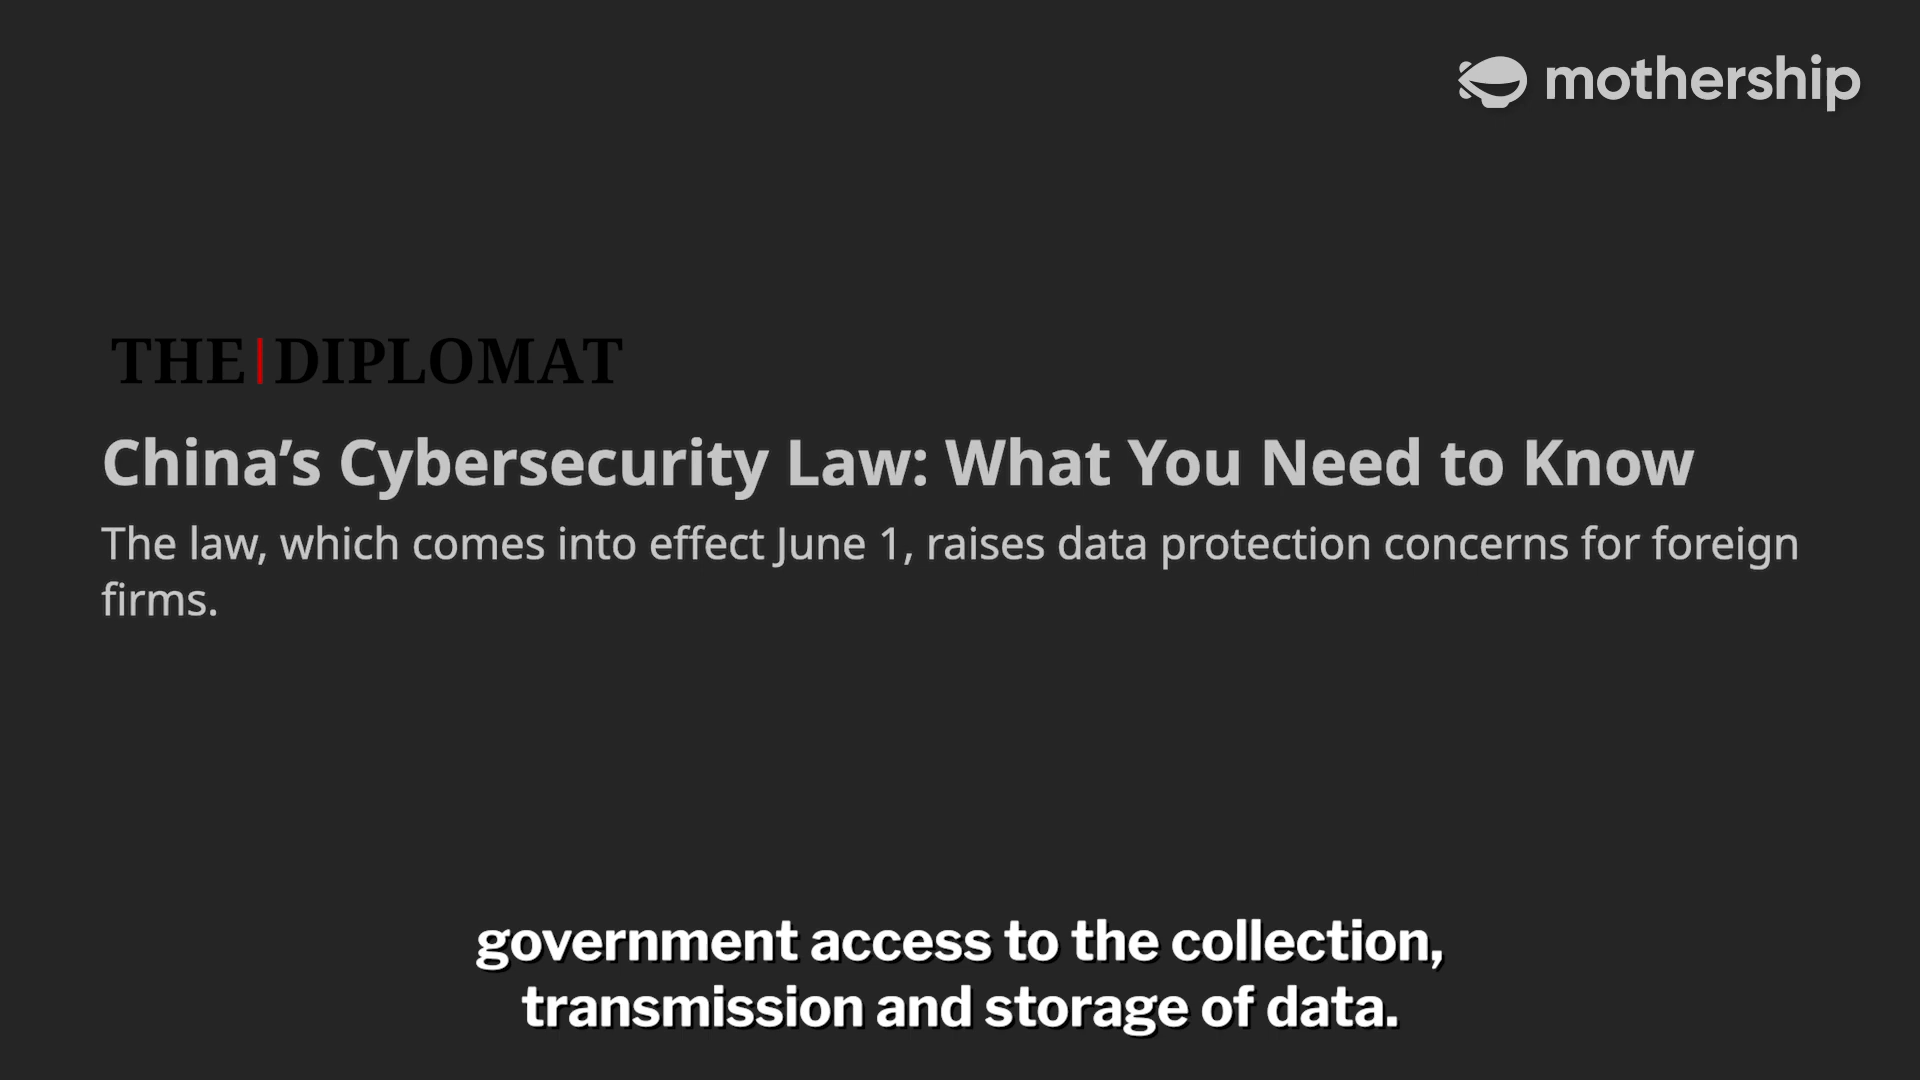 mothership
THE|DIPLOMAT
China’s Cybersecurity Law: What You Need to Know
The law, which comes into effect June 1, raises data protection concerns for foreign
firms.
government access to the collection,
transmission and storage of data.